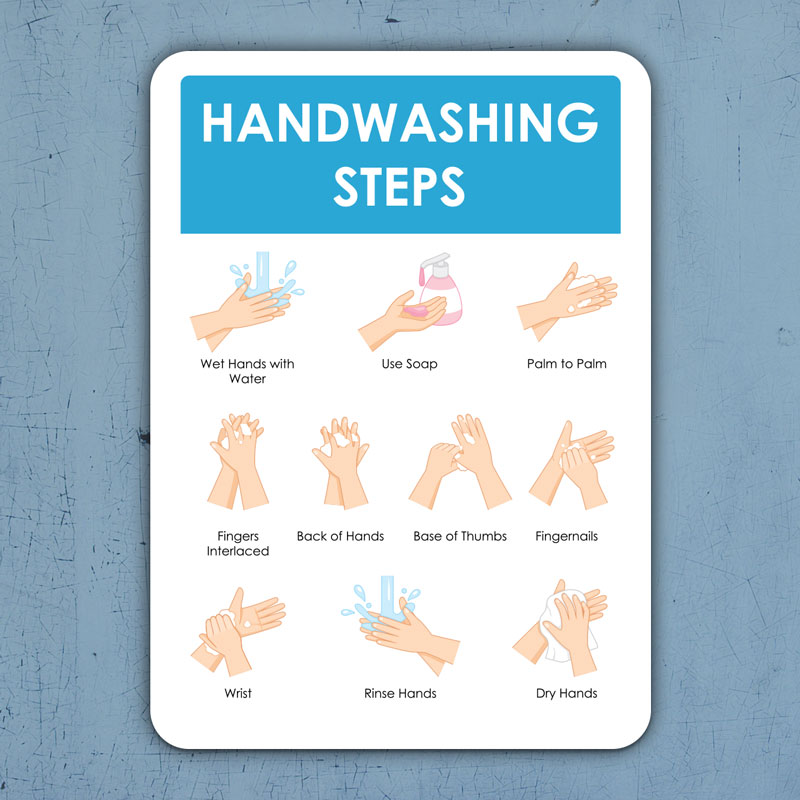 HANDWASHING
STEPS
Wet Hands with
Water
Use Soap
Palm to Palm
Fingers
Interlaced
Back of Hands
Base of Thumbs
Fingernails
Wrist
Rinse Hands
Dry Hands